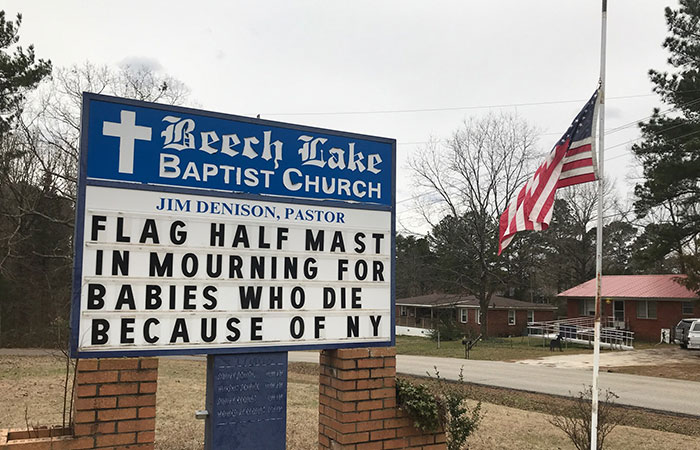 Beech Lake
BAPTIST CHURCH
JIM DENISON, PASTOR
FLAG HALF MAST
IN MOURNING FOR
BABIES WHO DIE
BECAUSE OF NY